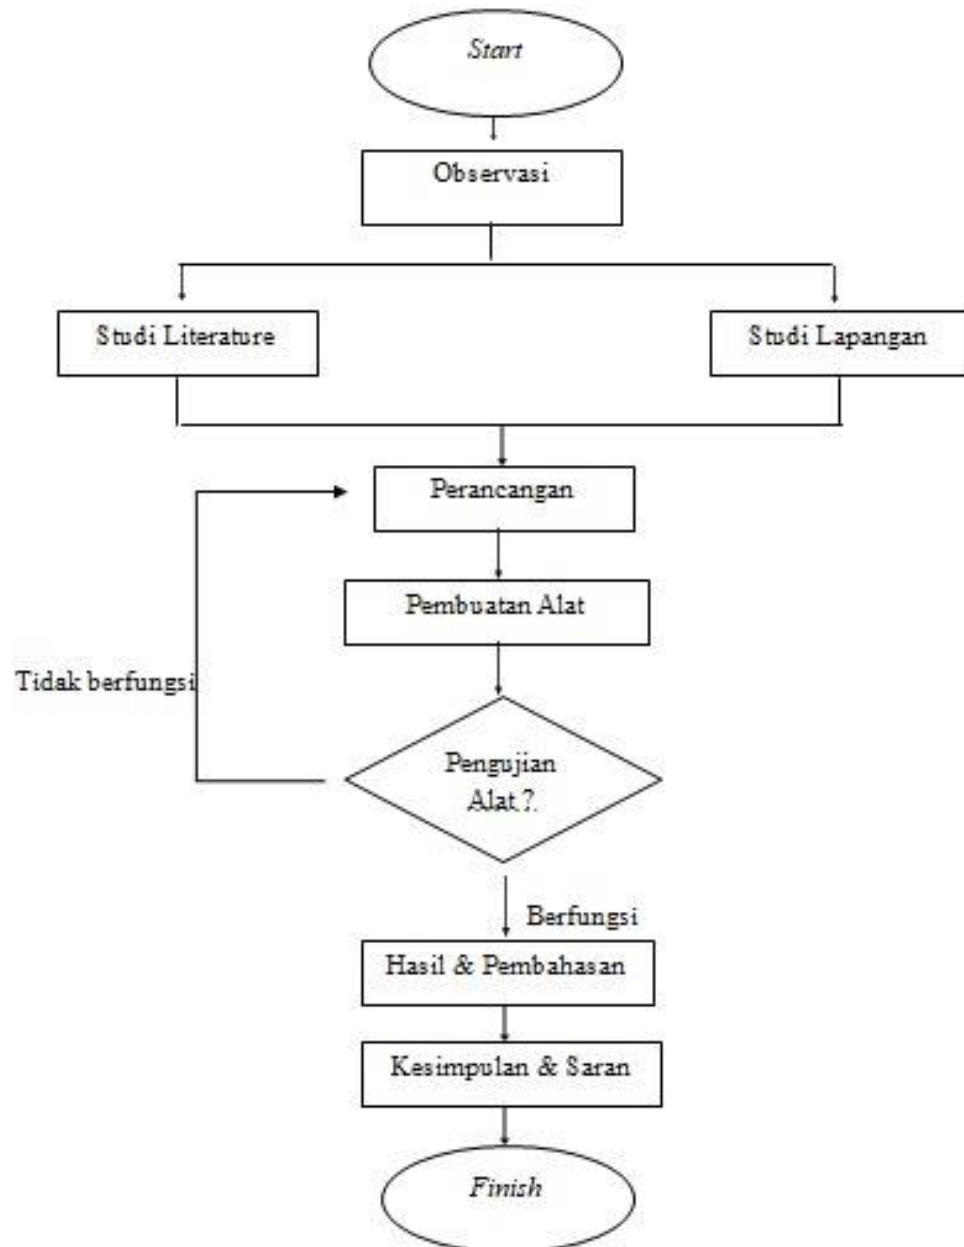 Start
Observasi
Studi Literature
Studi Lapangan
Perancangan
Pembuatan Alat
Tidak berfungsi
Pengujian
Alat.?.
Berfungsi
Hasil & Pembahasan
Kesimpulan & Saran
Finish